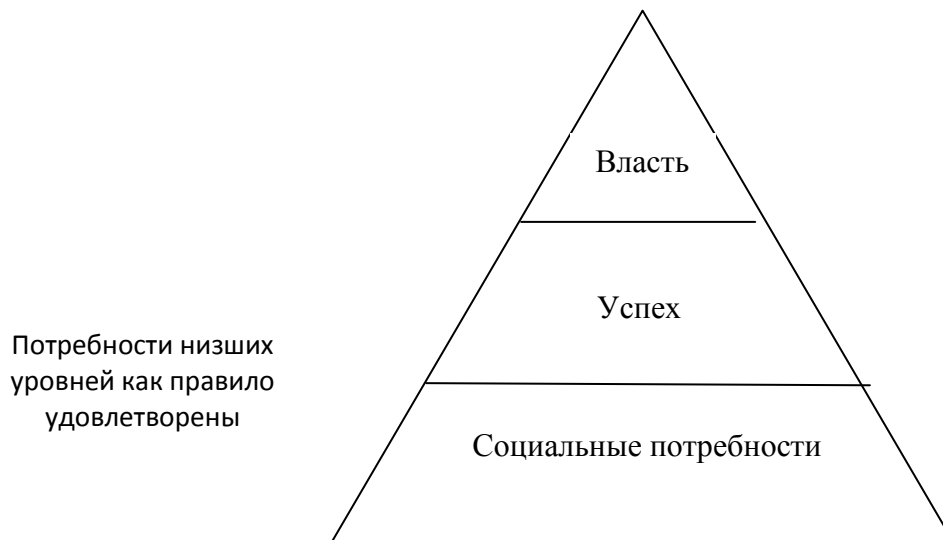 Власть
Успех
Потребности низших
уровней как правило
удовлетворены
Социальные потребности